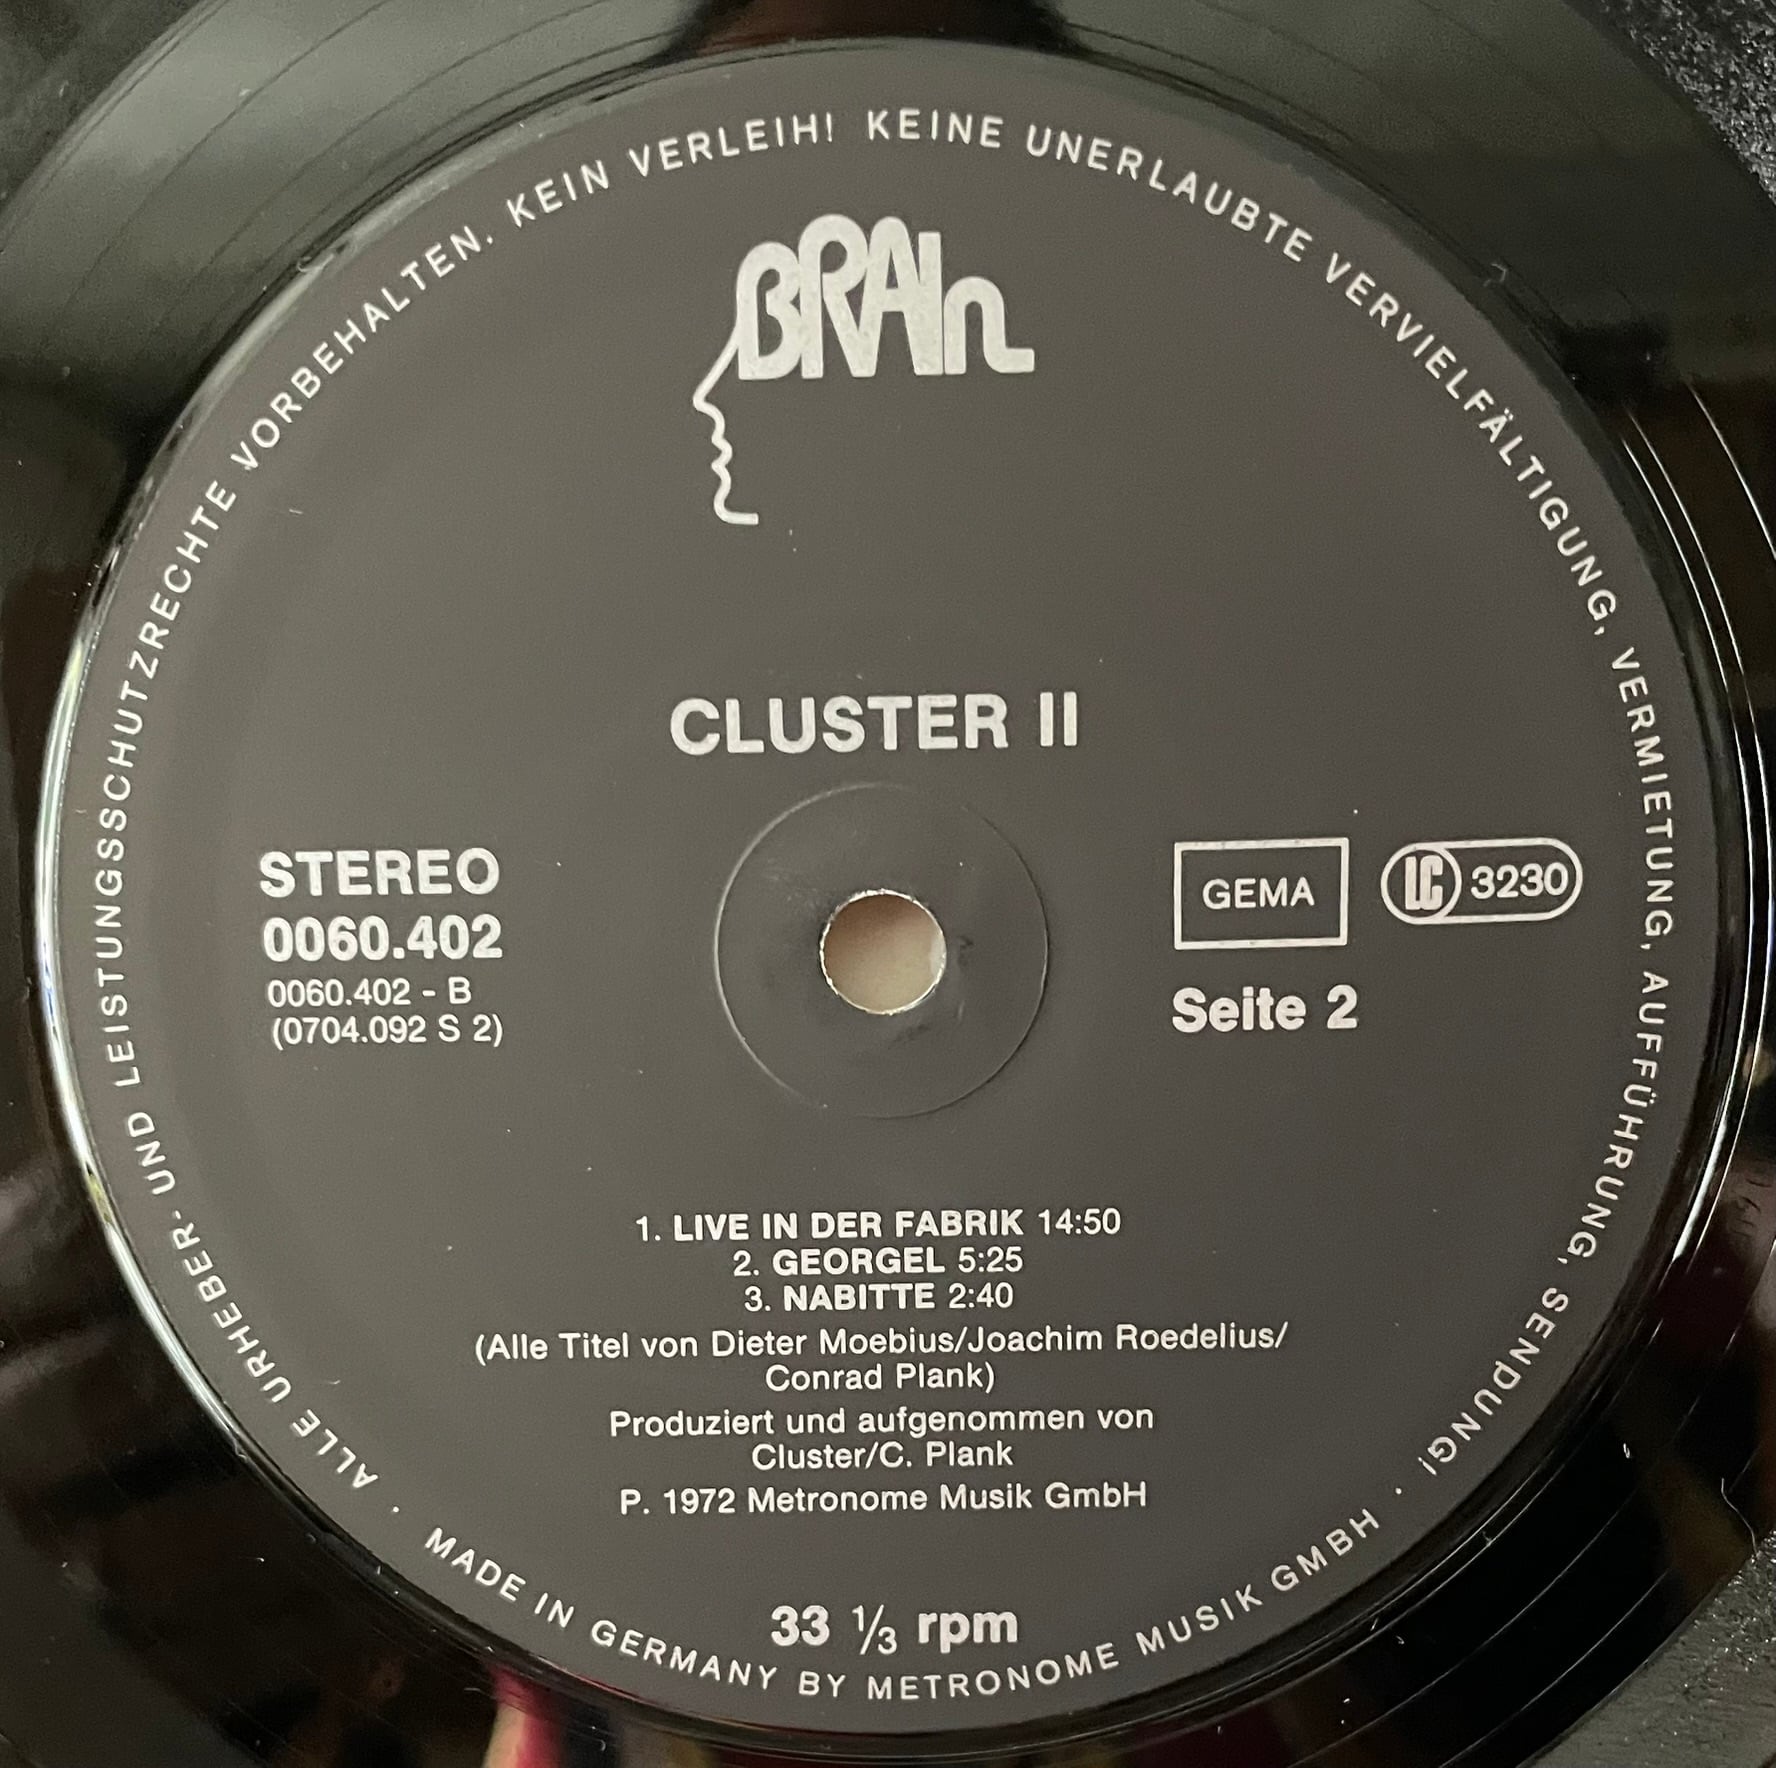 ALLE URHEBER- UND LEISTUNGSSCHUTZRECHTE VORBEHALTEN. KEIN VERLEIH! KEINE UNERLAUBTE VERVIELFÄLTIGUNG, VERMIETUNG, AUFFÜHRUNG, SENDUNG!
BRAIn
CLUSTER II
STEREO
0060.402
0060.402 - B
(0704.092 S 2)
GEMA
LC 3230
Seite 2
1. LIVE IN DER FABRIK 14:50
2. GEORGEL 5:25
3. NABITTE 2:40
(Alle Titel von Dieter Moebius/Joachim Roedelius/
Conrad Plank)
Produziert und aufgenommen von
Cluster/C. Plank
P. 1972 Metronome Musik GmbH
33 ⅓ rpm
· MADE IN GERMANY BY METRONOME MUSIK GMBH ·